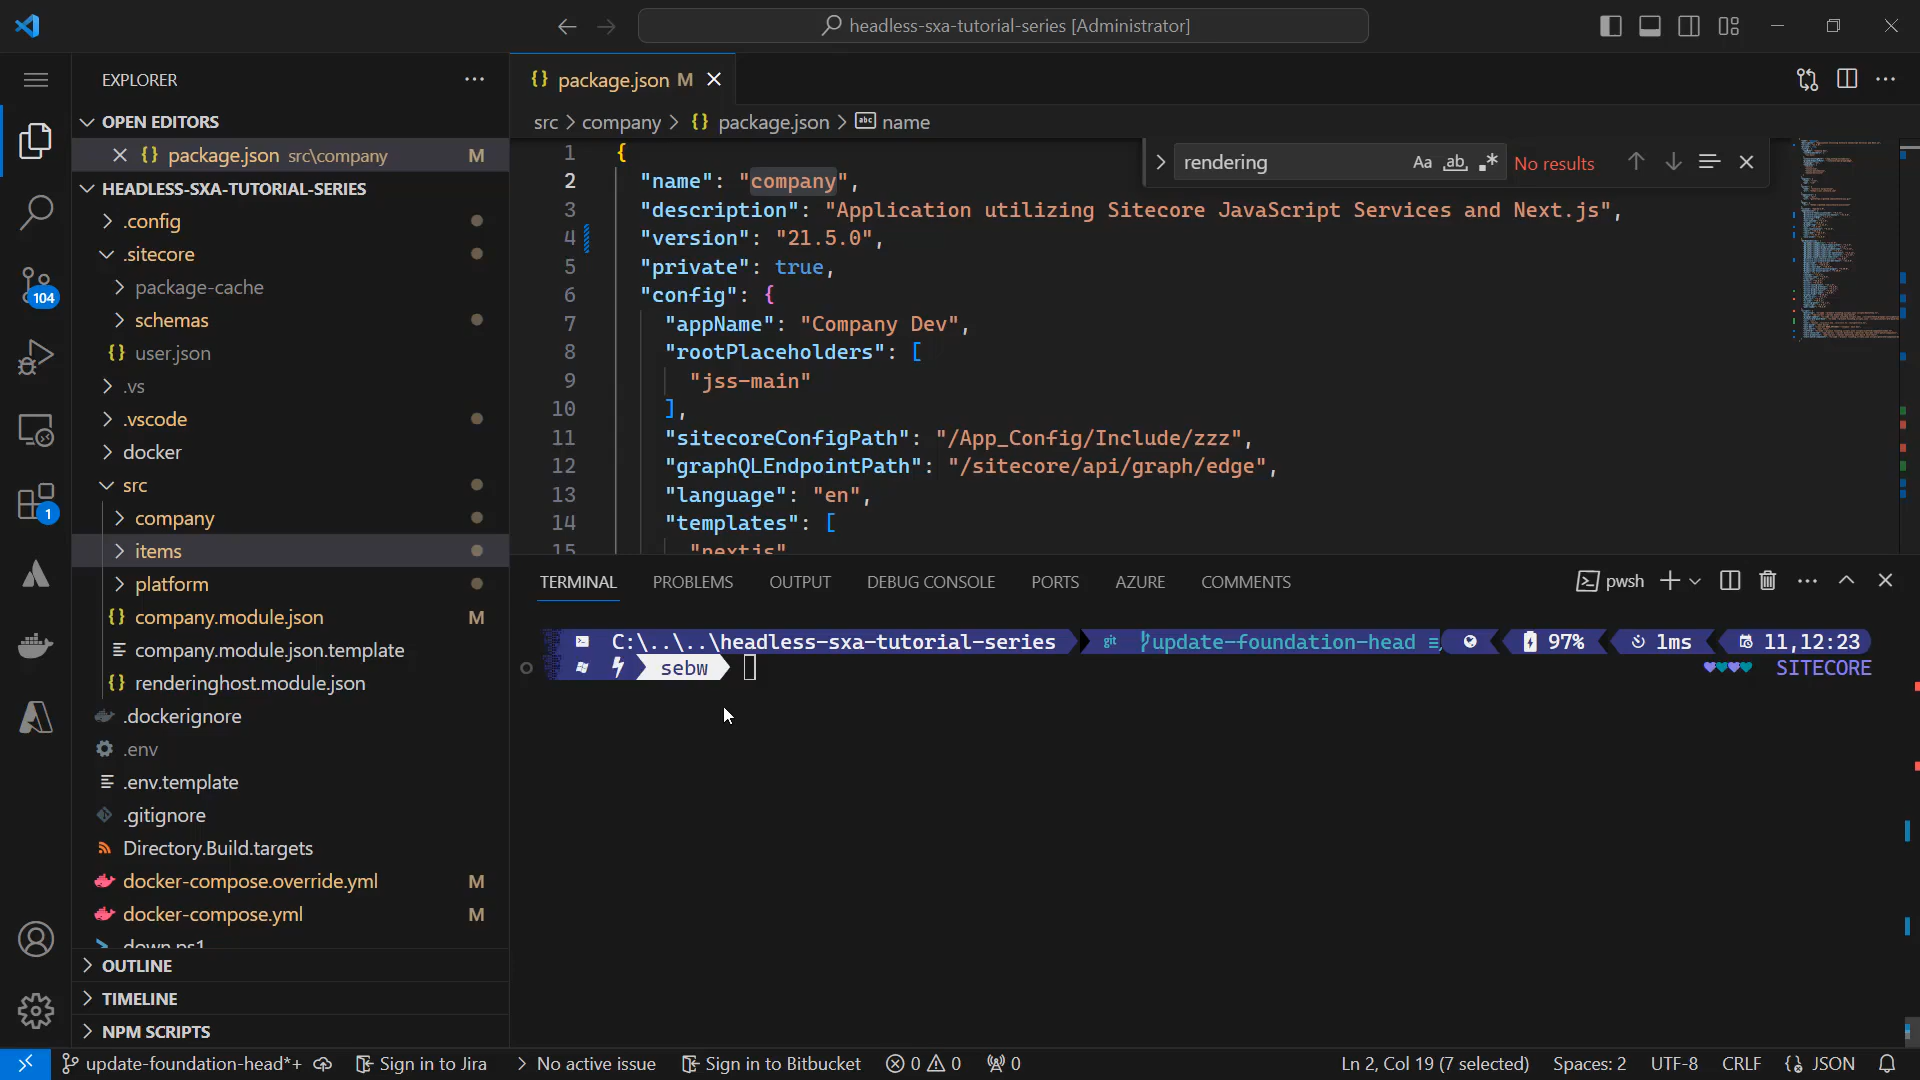 headless-sxa-tutorial-series [Administrator]
EXPLORER
OPEN EDITORS
package.json src\company M
HEADLESS-SXA-TUTORIAL-SERIES
.config
.sitecore
package-cache
schemas
user.json
.vs
.vscode
docker
src
company
items
platform
company.module.json M
company.module.json.template
renderinghost.module.json
.dockerignore
.env
.env.template
.gitignore
Directory.Build.targets
docker-compose.override.yml M
docker-compose.yml M
down.ps1
OUTLINE
TIMELINE
NPM SCRIPTS
104
1
package.json M
src > company > {} package.json > abc name
rendering
Aa ab .* No results
1 {
2 "name": "company",
3 "description": "Application utilizing Sitecore JavaScript Services and Next.js",
4 "version": "21.5.0",
5 "private": true,
6 "config": {
7 "appName": "Company Dev",
8 "rootPlaceholders": [
9 "jss-main"
10 ],
11 "sitecoreConfigPath": "/App_Config/Include/zzz",
12 "graphQLEndpointPath": "/sitecore/api/graph/edge",
13 "language": "en",
14 "templates": [
15 "nextjs"
TERMINAL PROBLEMS OUTPUT DEBUG CONSOLE PORTS AZURE COMMENTS
pwsh
C:\..\..\headless-sxa-tutorial-series git update-foundation-head ≡ 97% 1ms 11,12:23
sebw SITECORE
update-foundation-head*+ Sign in to Jira No active issue Sign in to Bitbucket 0 0 0 Ln 2, Col 19 (7 selected) Spaces: 2 UTF-8 CRLF {} JSON